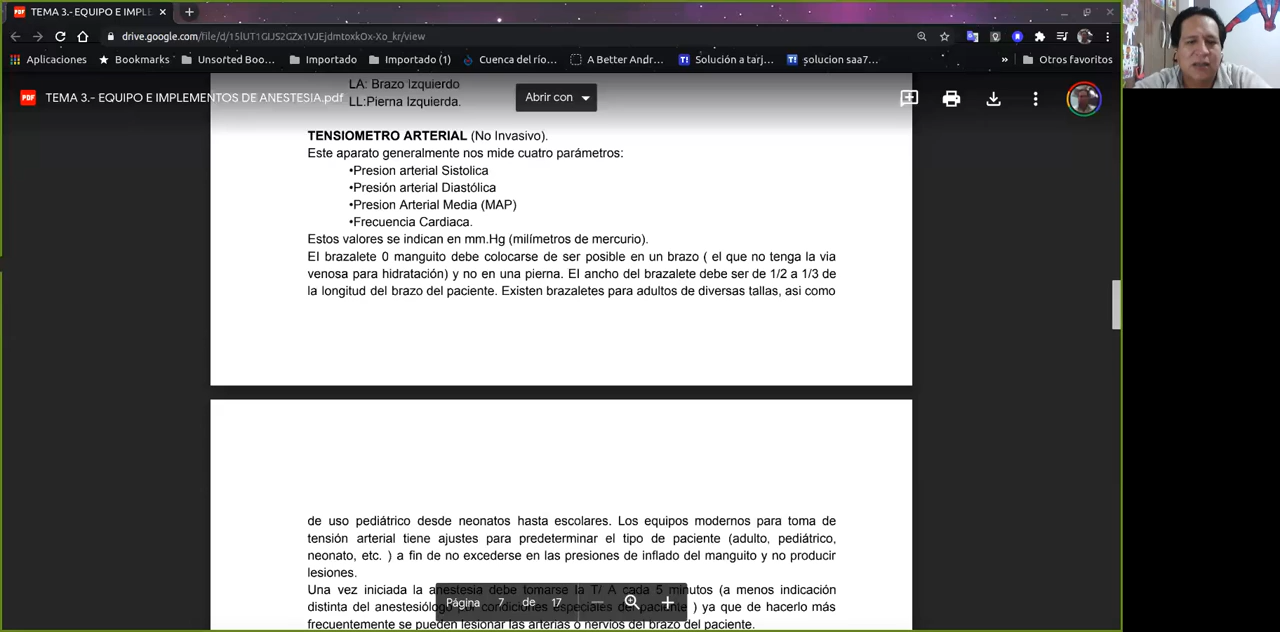 TEMA 3.- EQUIPO E IMPLE
drive.google.com/file/d/15lUT1GlJS2GZx1VJEjdmtoxkOx-Xo_kr/view
Aplicaciones Bookmarks Unsorted Boo... Importado Importado (1) Cuenca del río... A Better Andr... Solución a tarj... solucion saa7... » Otros favoritos
LA: Brazo izquierdo
TEMA 3.- EQUIPO E IMPLEMENTOS DE ANESTESIA.pdf
Abrir con
LL:Pierna Izquierda.
TENSIOMETRO ARTERIAL (No Invasivo).
Este aparato generalmente nos mide cuatro parámetros:
•Presion arterial Sistolica
•Presión arterial Diastólica
•Presion Arterial Media (MAP)
•Frecuencia Cardiaca.
Estos valores se indican en mm.Hg (milímetros de mercurio).
El brazalete 0 manguito debe colocarse de ser posible en un brazo ( el que no tenga la via
venosa para hidratación) y no en una pierna. El ancho del brazalete debe ser de 1/2 a 1/3 de
la longitud del brazo del paciente. Existen brazaletes para adultos de diversas tallas, asi como
de uso pediátrico desde neonatos hasta escolares. Los equipos modernos para toma de
tensión arterial tiene ajustes para predeterminar el tipo de paciente (adulto, pediátrico,
neonato, etc. ) a fin de no excederse en las presiones de inflado del manguito y no producir
lesiones.
Una vez iniciada la anestesia debe tomarse la T/ A cada 5 minutos (a menos indicación
distinta del anestesiólogo por condiciones especiales del paciente ) ya que de hacerlo más
frecuentemente se pueden lesionar las arterias o nervios del brazo del paciente.
Página 7 de 17